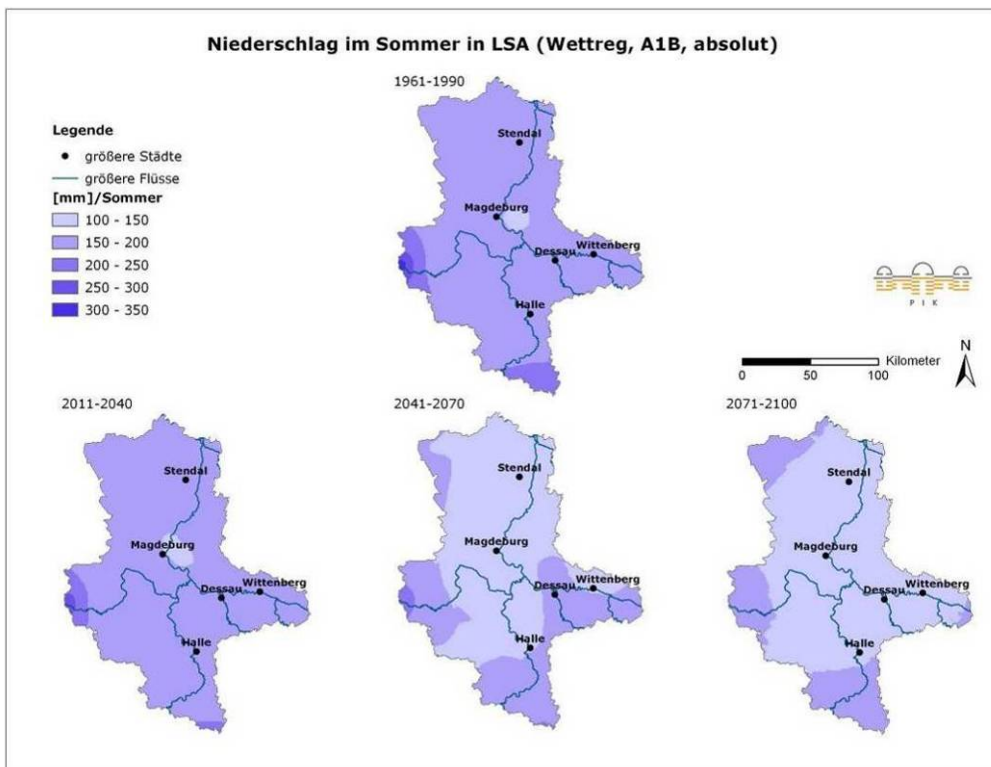 Niederschlag im Sommer in LSA (Wettreg, A1B, absolut)
1961-1990
Legende
größere Städte
größere Flüsse
[mm]/Sommer
100 - 150
150 - 200
200 - 250
250 - 300
300 - 350
Stendal
Magdeburg
Dessau
Wittenberg
Halle
P I K
Kilometer
0 50 100
N
2011-2040
Stendal
Magdeburg
Dessau
Wittenberg
Halle
2041-2070
Stendal
Magdeburg
Dessau
Wittenberg
Halle
2071-2100
Stendal
Magdeburg
Dessau
Wittenberg
Halle